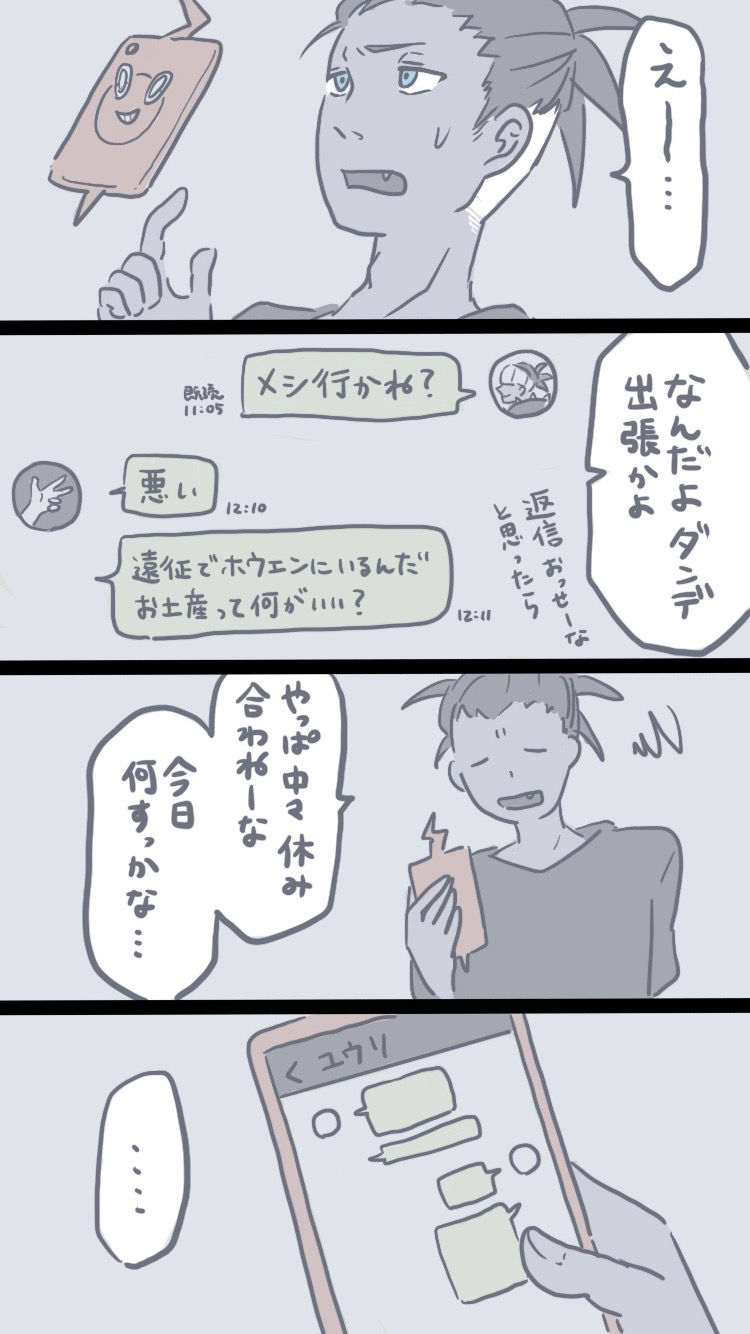 えー…
なんだよダンデ
出張かよ
メシ行かね？
既読
11:05
悪い
12:10
遠征でホウエンにいるんだ
お土産って何がいい？
12:11
返信おっせーな
と思ったら
やっぱ中々休み
合わねーな
今日
何すっかな…
< ユウリ
‥‥